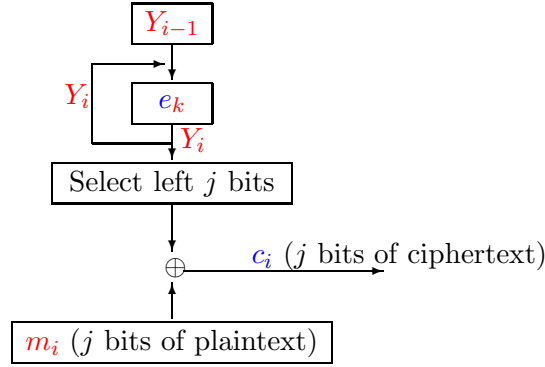 Y_{i−1}
Y_i
e_k
Y_i
Select left j bits
⊕
c_i (j bits of ciphertext)
m_i (j bits of plaintext)